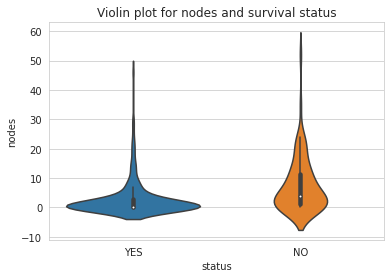 Violin plot for nodes and survival status
60
50
40
30
20
10
0
−10
nodes
YES
NO
status